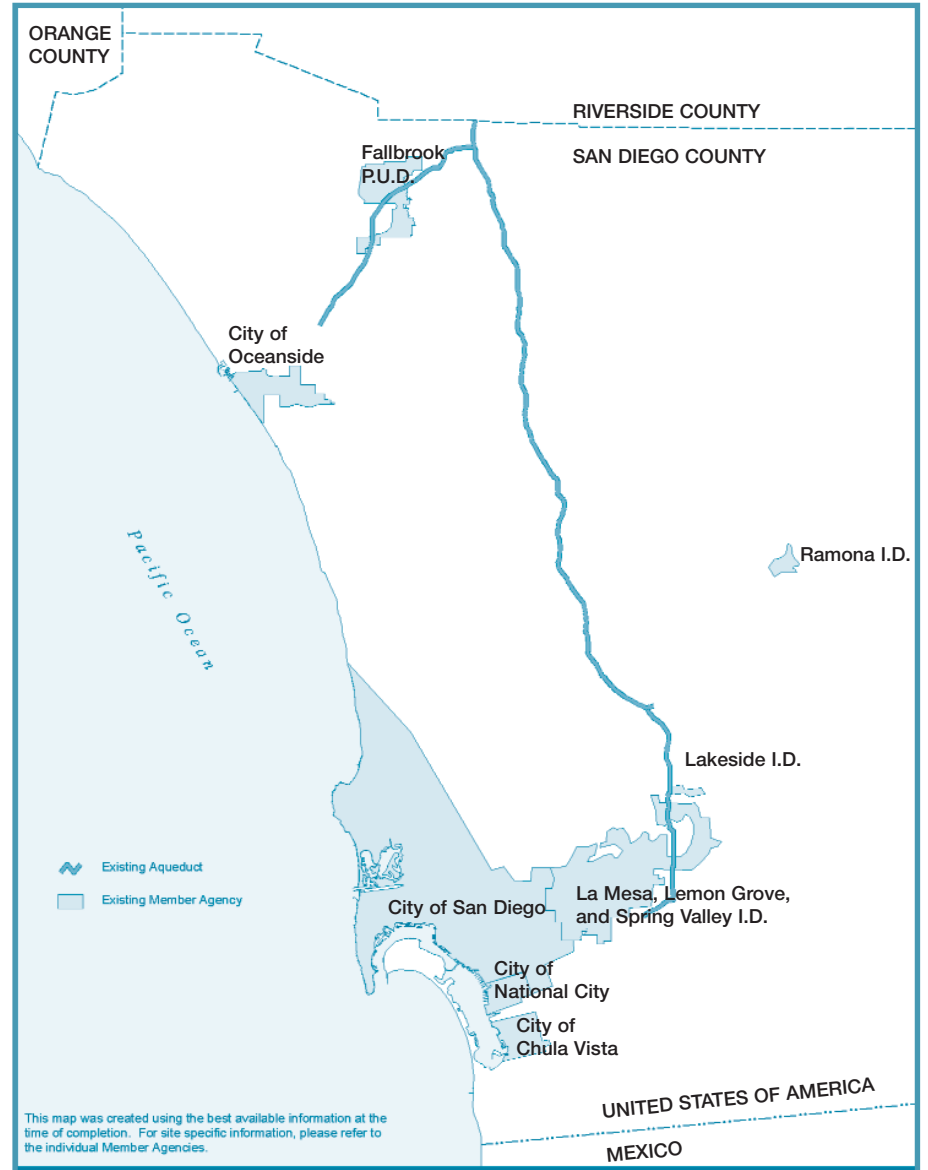 ORANGE
COUNTY
RIVERSIDE COUNTY
SAN DIEGO COUNTY
Fallbrook
P.U.D.
City of
Oceanside
Pacific Ocean
Ramona I.D.
Lakeside I.D.
Existing Aqueduct
Existing Member Agency
La Mesa, Lemon Grove,
and Spring Valley I.D.
City of San Diego
City of
National City
City of
Chula Vista
UNITED STATES OF AMERICA
MEXICO
This map was created using the best available information at the
time of completion. For site specific information, please refer to
the individual Member Agencies.